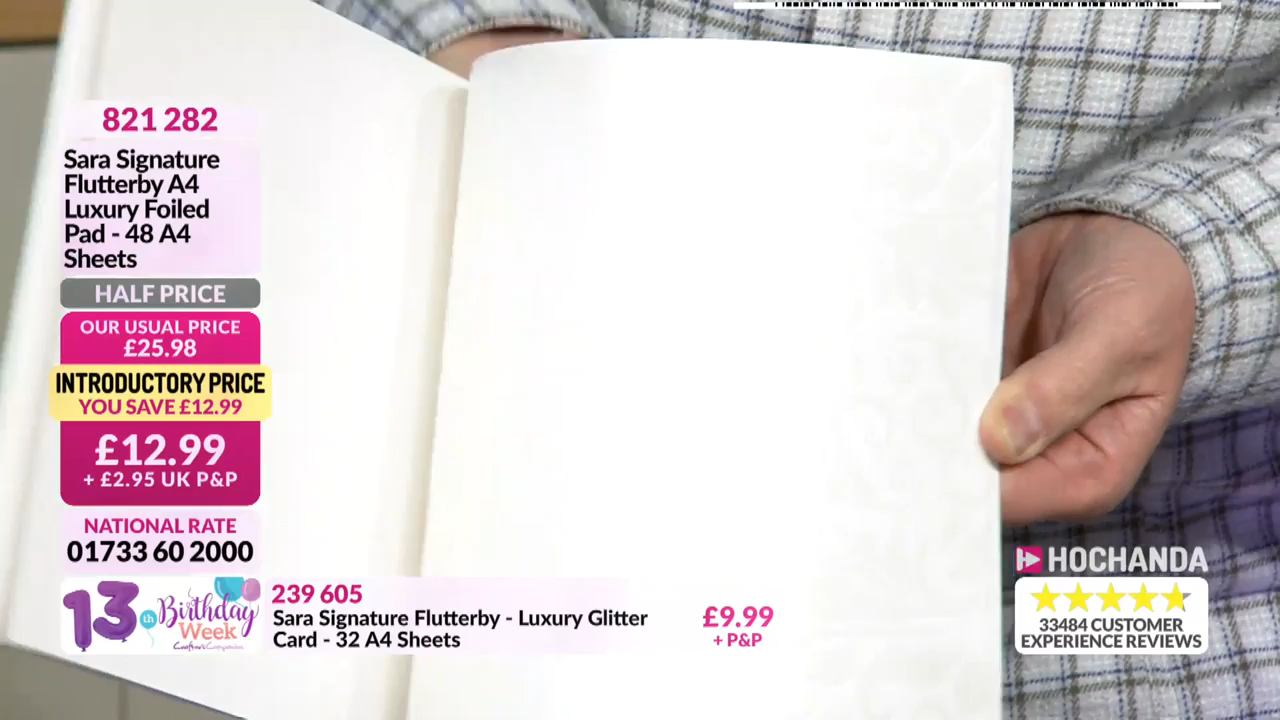 821 282
Sara Signature
Flutterby A4
Luxury Foiled
Pad - 48 A4
Sheets
HALF PRICE
OUR USUAL PRICE
£25.98
INTRODUCTORY PRICE
YOU SAVE £12.99
£12.99
+ £2.95 UK P&P
NATIONAL RATE
01733 60 2000
13th Birthday
Week
Crafter's Companion
239 605
Sara Signature Flutterby - Luxury Glitter
Card - 32 A4 Sheets
£9.99
+ P&P
HOCHANDA
33484 CUSTOMER
EXPERIENCE REVIEWS